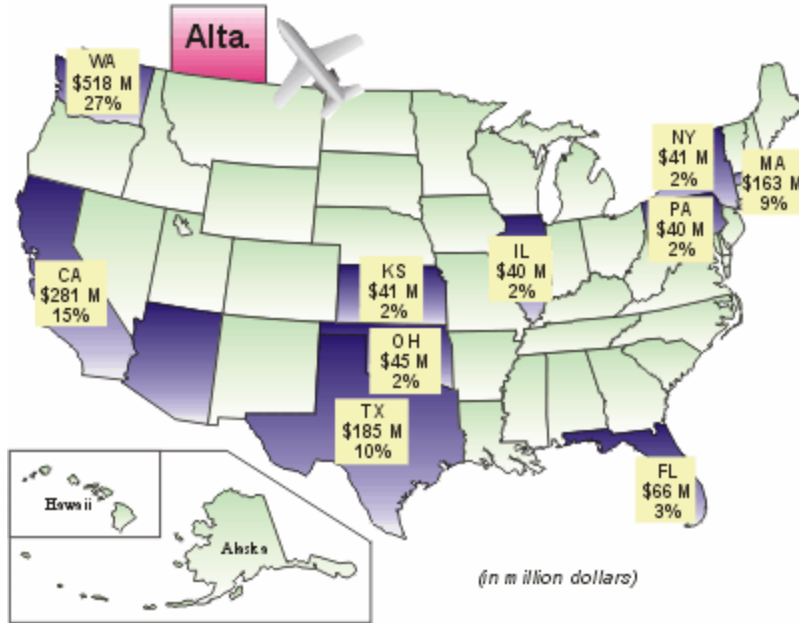 Alta.
WA
$518 M
27%
NY
$41 M
2%
MA
$163 M
9%
PA
$40 M
2%
IL
$40 M
2%
CA
$281 M
15%
KS
$41 M
2%
OH
$45 M
2%
TX
$185 M
10%
FL
$66 M
3%
Hawaii
Alaska
(in million dollars)